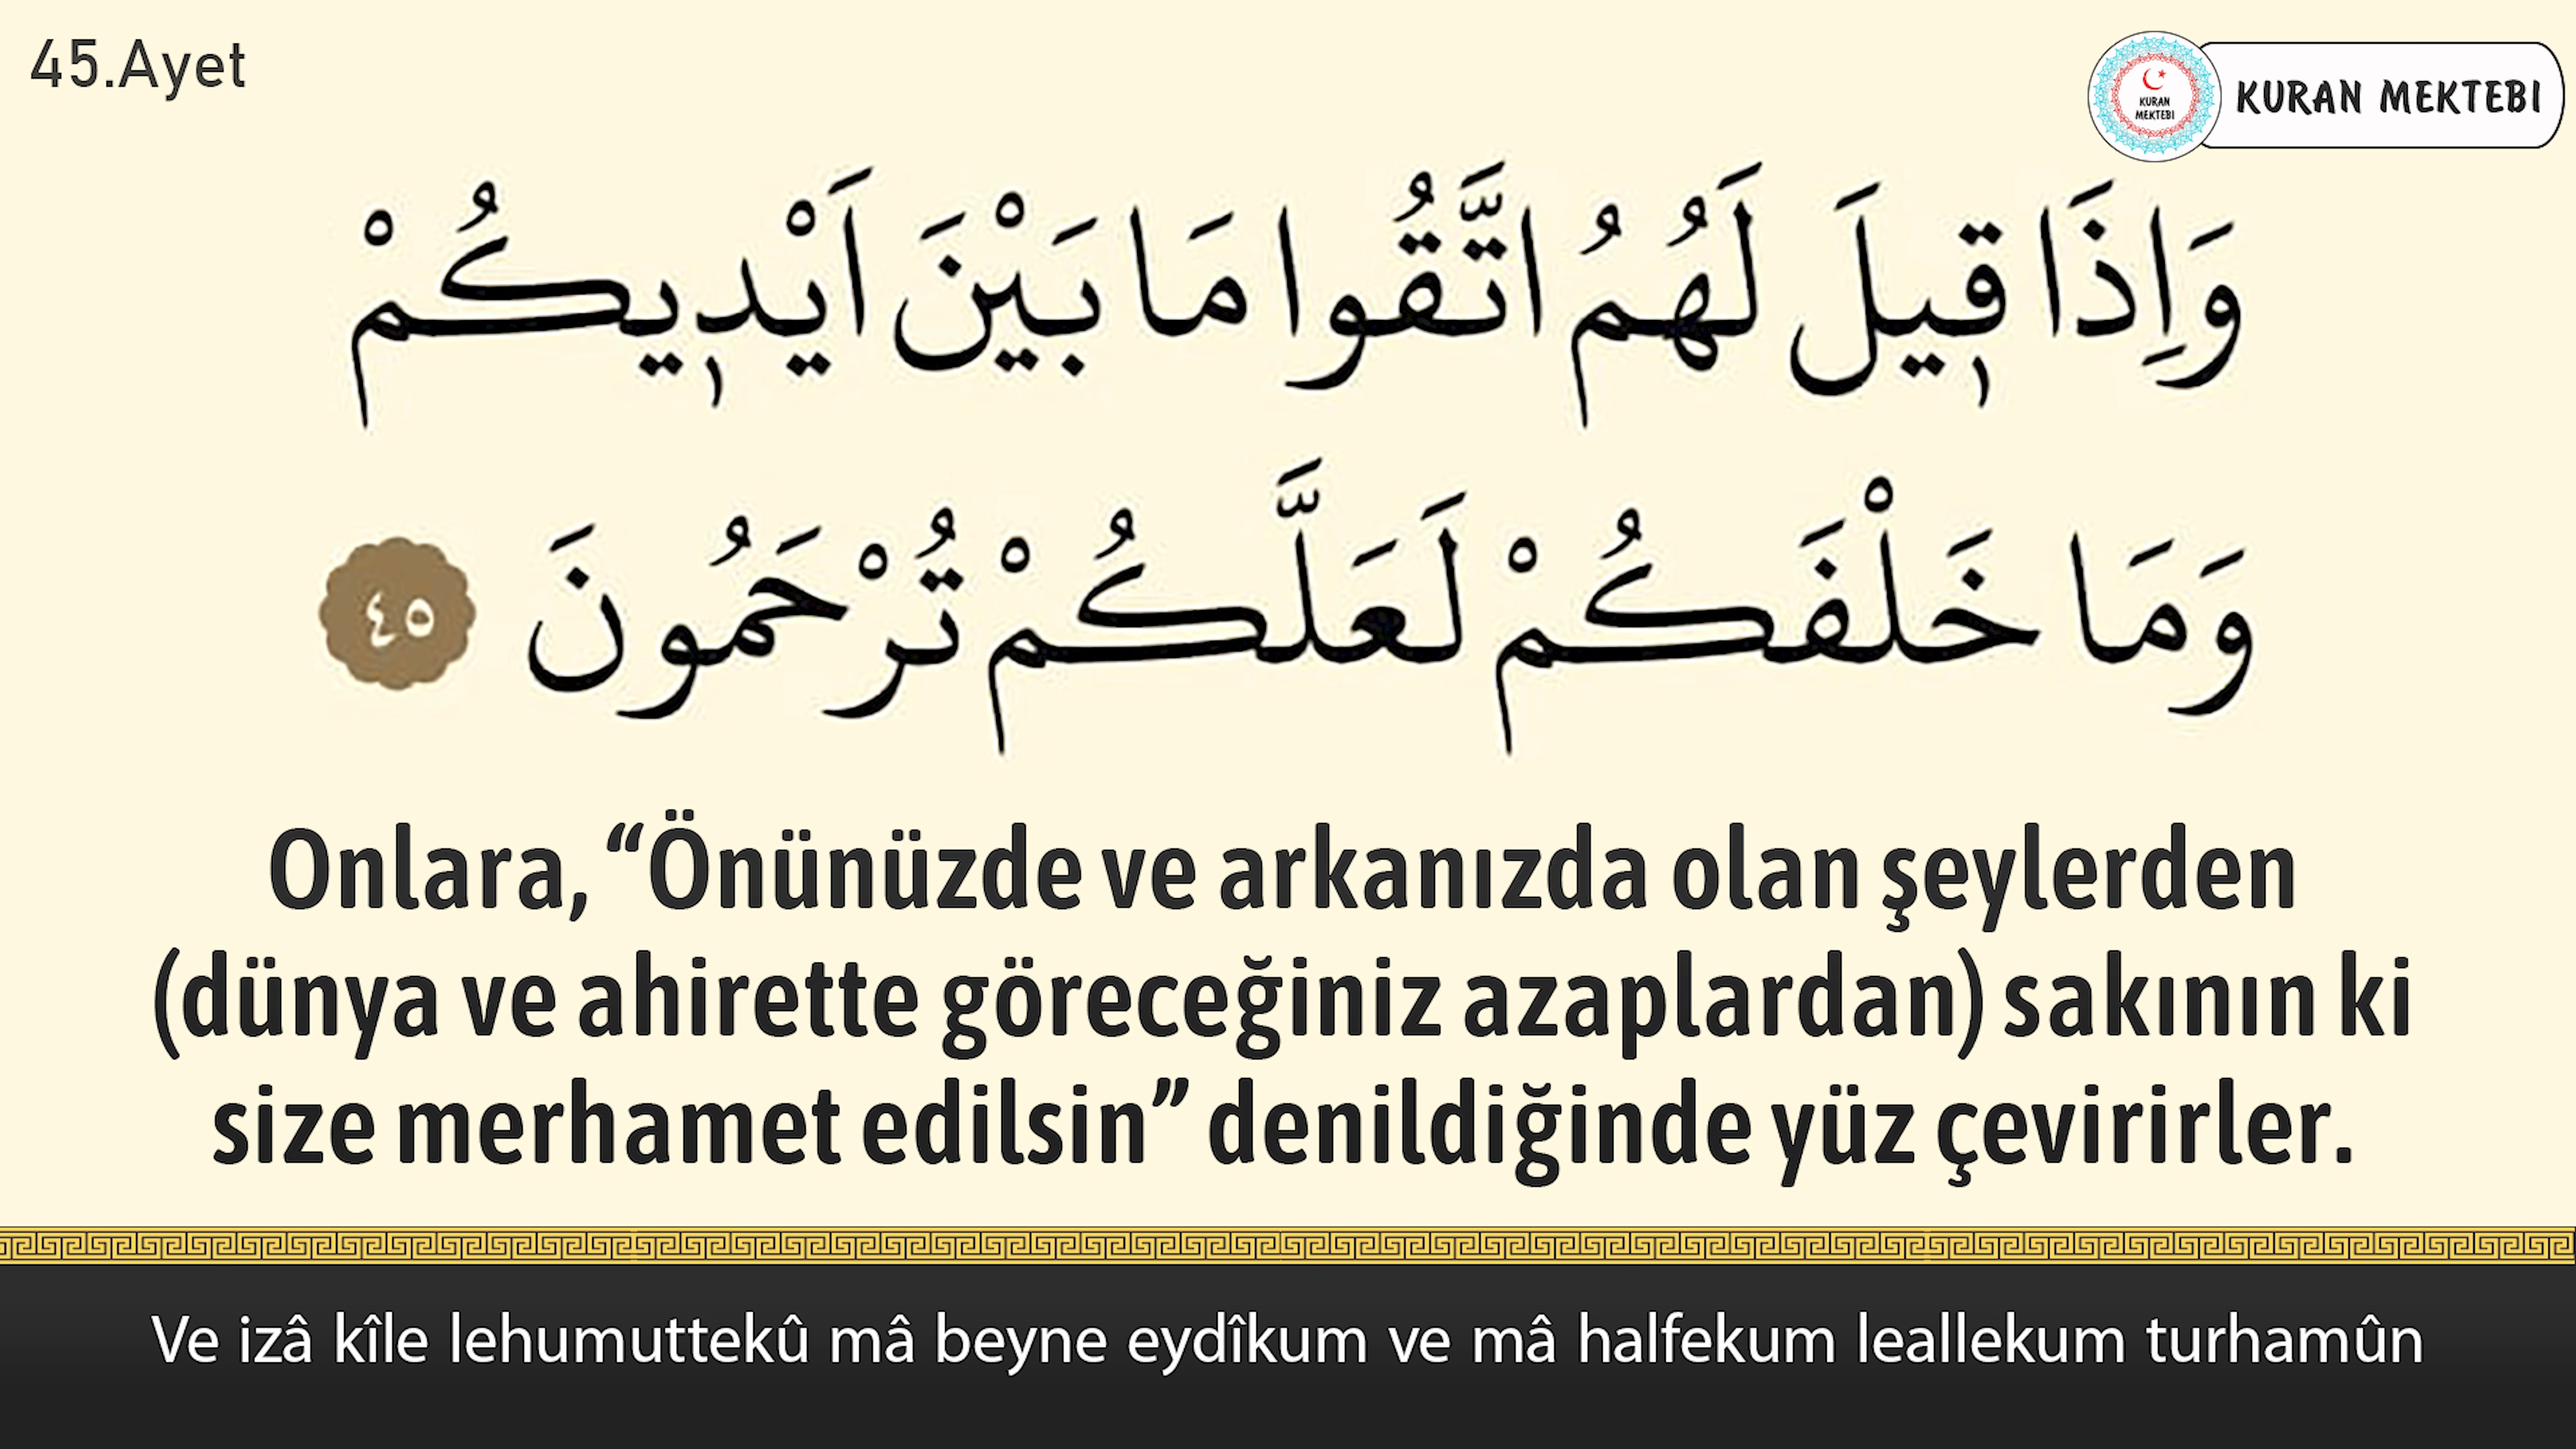 45.Ayet
KURAN
MEKTEBI
KURAN MEKTEBI
وَاِذَا قٖيلَ لَهُمُ اتَّقُوا مَا بَيْنَ اَيْدٖيكُمْ
وَمَا خَلْفَكُمْ لَعَلَّكُمْ تُرْحَمُونَ ٤٥
Onlara, “Önünüzde ve arkanızda olan şeylerden
(dünya ve ahirette göreceğiniz azaplardan) sakının ki
size merhamet edilsin” denildiğinde yüz çevirirler.
Ve izâ kîle lehumuttekû mâ beyne eydîkum ve mâ halfekum leallekum turhamûn